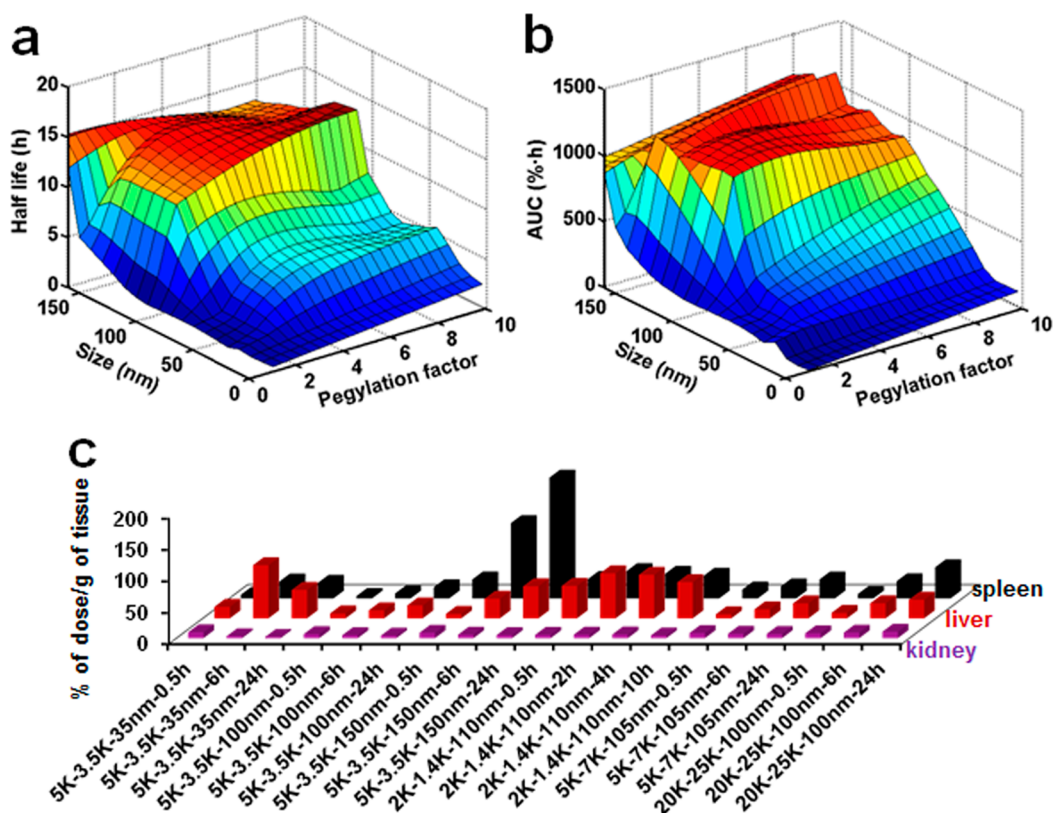 a
Half life (h)
20
15
10
5
0
150
100
50
0
Size (nm)
0
2
4
6
8
10
Pegylation factor
b
AUC (%·h)
1500
1000
500
0
150
100
50
0
Size (nm)
0
2
4
6
8
10
Pegylation factor
c
% of dose/g of tissue
200
150
100
50
0
spleen
liver
kidney
5K-3.5K-35nm-0.5h
5K-3.5K-35nm-6h
5K-3.5K-35nm-24h
5K-3.5K-100nm-0.5h
5K-3.5K-100nm-6h
5K-3.5K-100nm-24h
5K-3.5K-150nm-0.5h
5K-3.5K-150nm-6h
5K-3.5K-150nm-24h
2K-1.4K-110nm-0.5h
2K-1.4K-110nm-2h
2K-1.4K-110nm-4h
2K-1.4K-110nm-10h
5K-7K-105nm-0.5h
5K-7K-105nm-6h
5K-7K-105nm-24h
20K-25K-100nm-0.5h
20K-25K-100nm-6h
20K-25K-100nm-24h